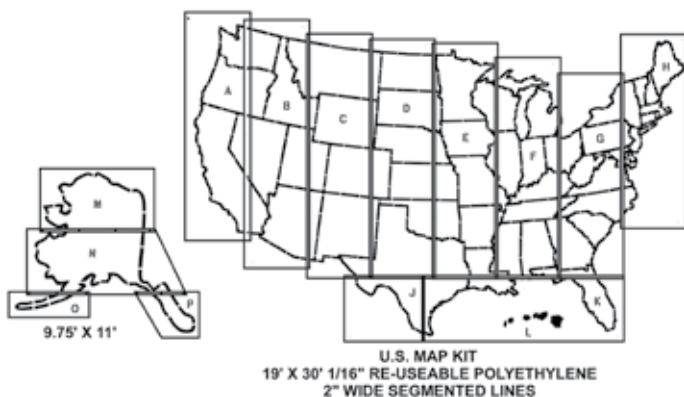 H
A
B
C
D
E
F
G
M
N
O
P
9.75' X 11'
J
K
L
U.S. MAP KIT
19' X 30' 1/16" RE-USEABLE POLYETHYLENE
2" WIDE SEGMENTED LINES